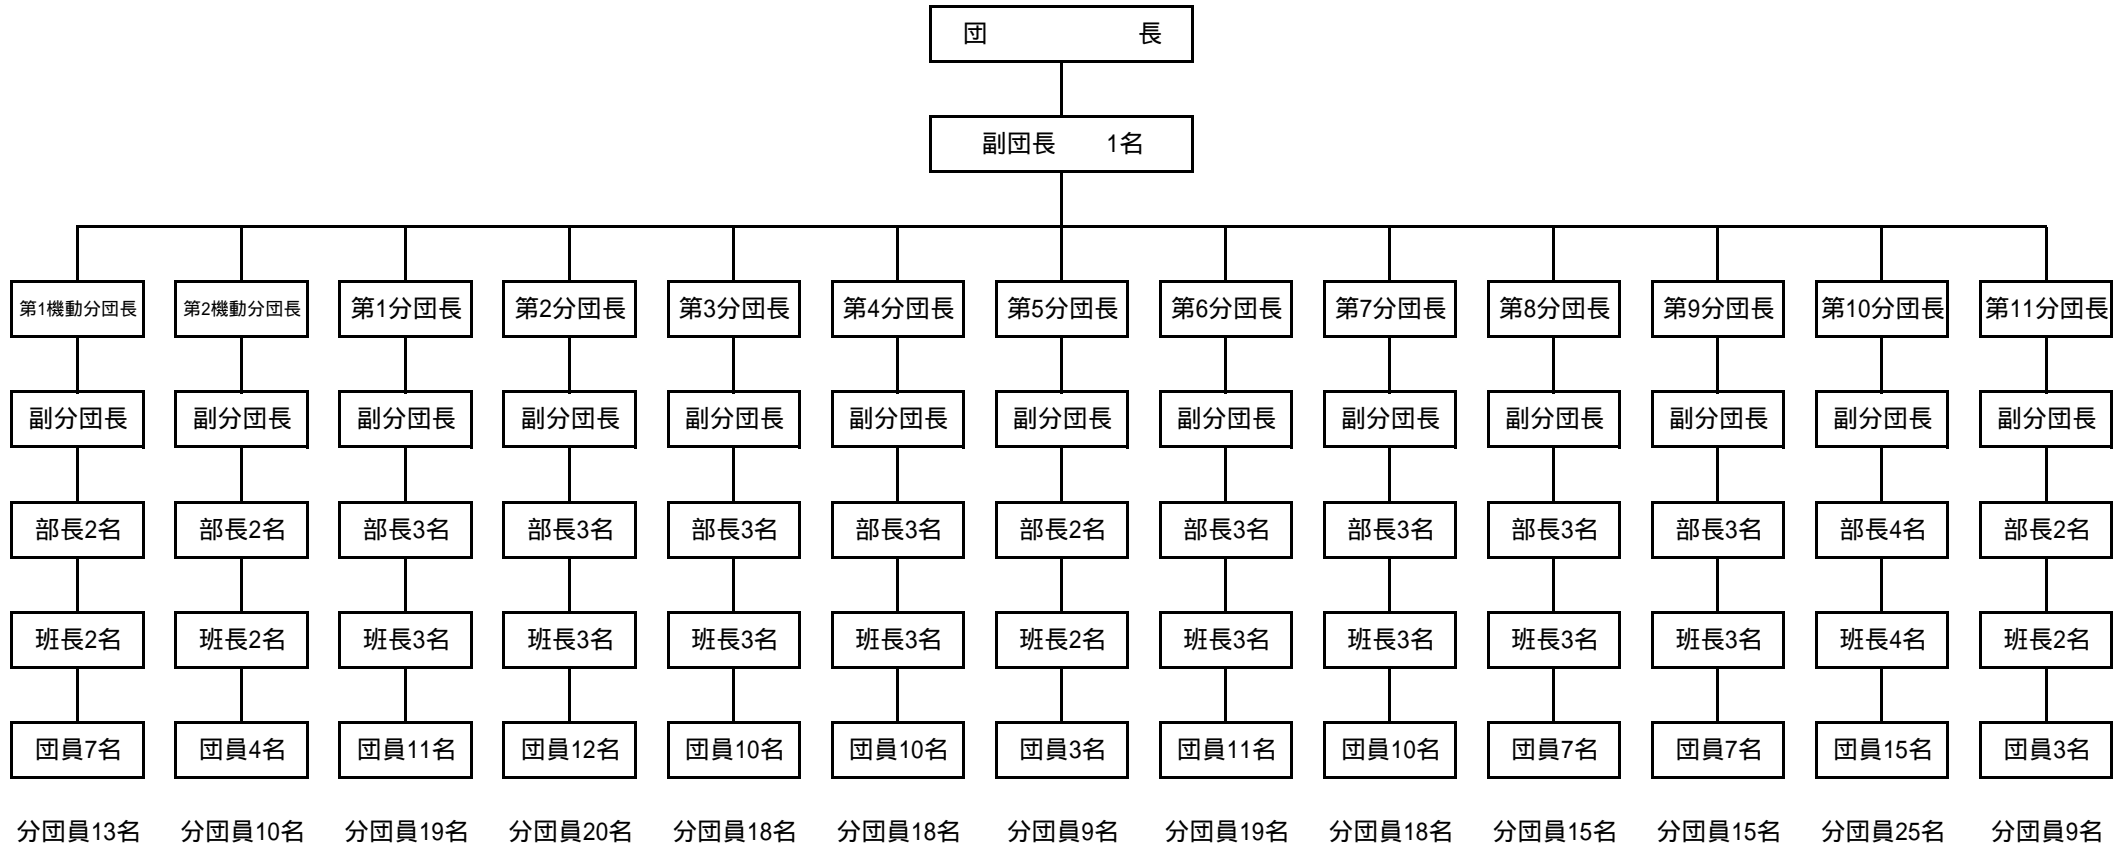 団　　　　　長
副団長　　1名
第1機動分団長 第2機動分団長 第1分団長 第2分団長 第3分団長 第4分団長 第5分団長 第6分団長 第7分団長 第8分団長 第9分団長 第10分団長 第11分団長
副分団長 副分団長 副分団長 副分団長 副分団長 副分団長 副分団長 副分団長 副分団長 副分団長 副分団長 副分団長 副分団長
部長2名 部長2名 部長3名 部長3名 部長3名 部長3名 部長2名 部長3名 部長3名 部長3名 部長3名 部長4名 部長2名
班長2名 班長2名 班長3名 班長3名 班長3名 班長3名 班長2名 班長3名 班長3名 班長3名 班長3名 班長4名 班長2名
団員7名 団員4名 団員11名 団員12名 団員10名 団員10名 団員3名 団員11名 団員10名 団員7名 団員7名 団員15名 団員3名
分団員13名 分団員10名 分団員19名 分団員20名 分団員18名 分団員18名 分団員9名 分団員19名 分団員18名 分団員15名 分団員15名 分団員25名 分団員9名